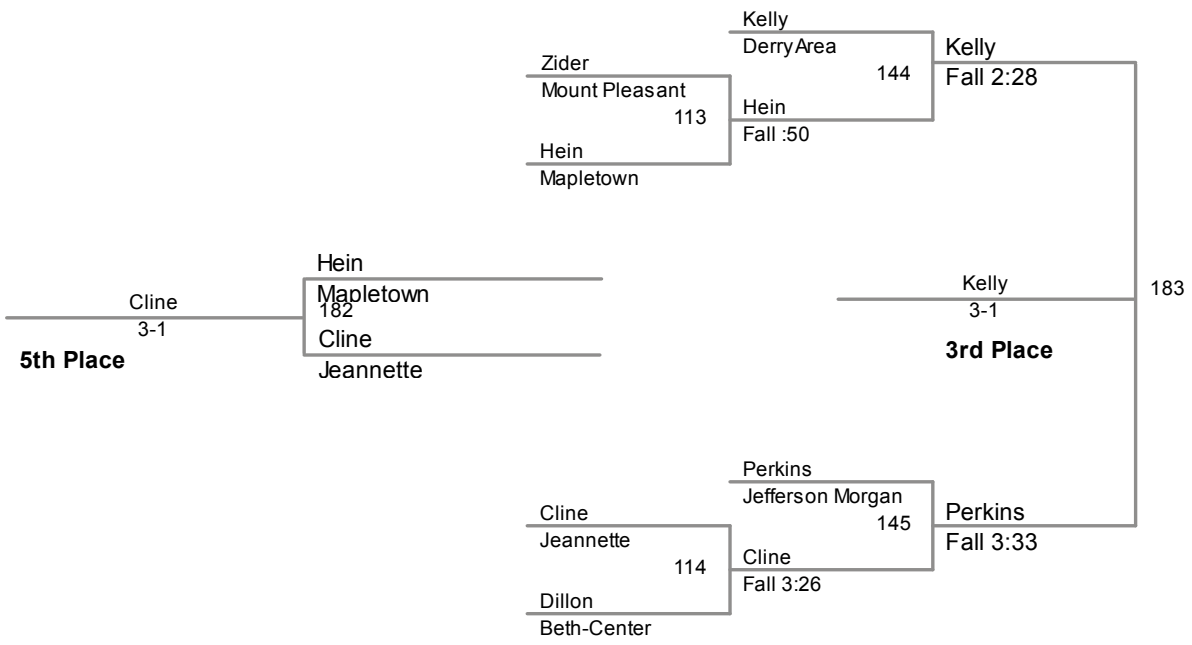 Kelly
Derry Area
144
Kelly
Fall 2:28
Zider
Mount Pleasant
113
Hein
Fall :50
Hein
Mapletown
Hein
Mapletown
182
Cline
3-1
5th Place
Cline
Jeannette
Kelly
3-1
183
3rd Place
Perkins
Jefferson Morgan
145
Perkins
Fall 3:33
Cline
Jeannette
114
Cline
Fall 3:26
Dillon
Beth-Center